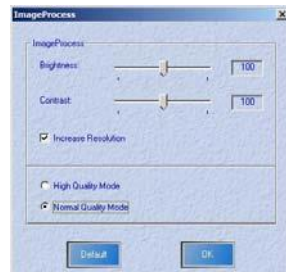 ImageProcess
ImageProcess
Brightness:
100
Contrast:
100
Increase Resolution
High Quality Mode
Normal Quality Mode
Default
OK